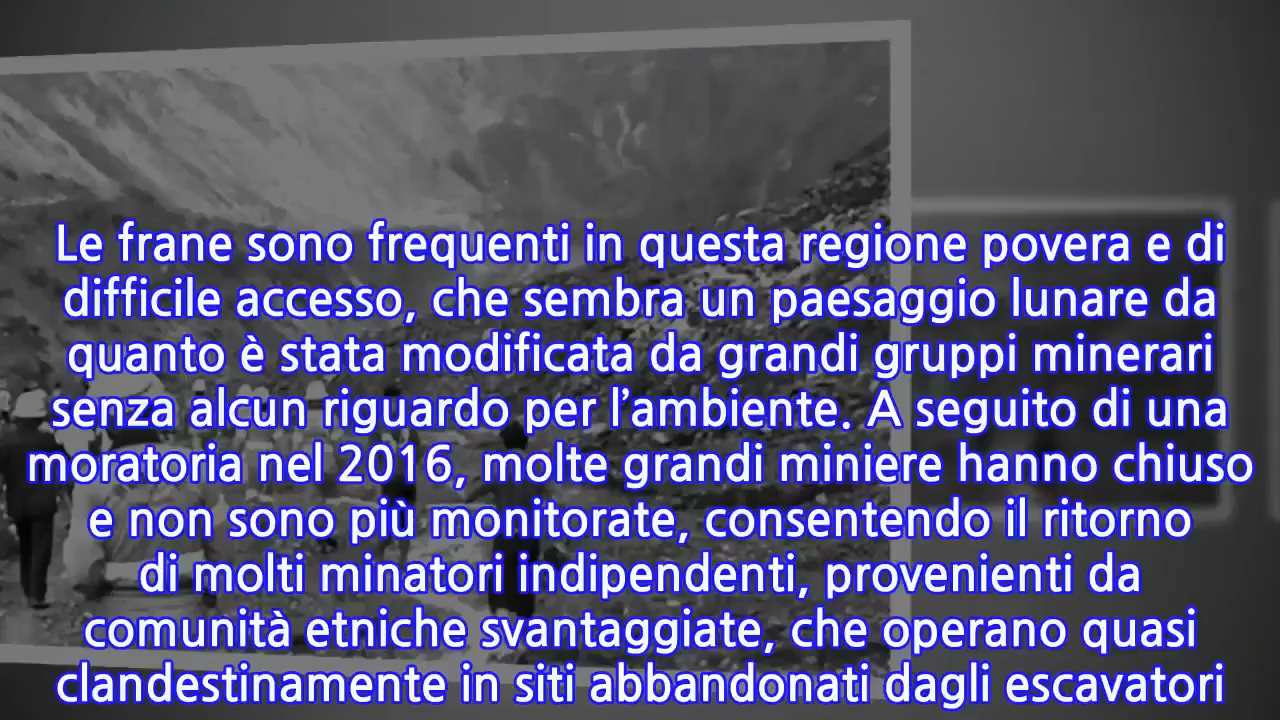 Le frane sono frequenti in questa regione povera e di
difficile accesso, che sembra un paesaggio lunare da
quanto è stata modificata da grandi gruppi minerari
senza alcun riguardo per l’ambiente. A seguito di una
moratoria nel 2016, molte grandi miniere hanno chiuso
e non sono più monitorate, consentendo il ritorno
di molti minatori indipendenti, provenienti da
comunità etniche svantaggiate, che operano quasi
clandestinamente in siti abbandonati dagli escavatori